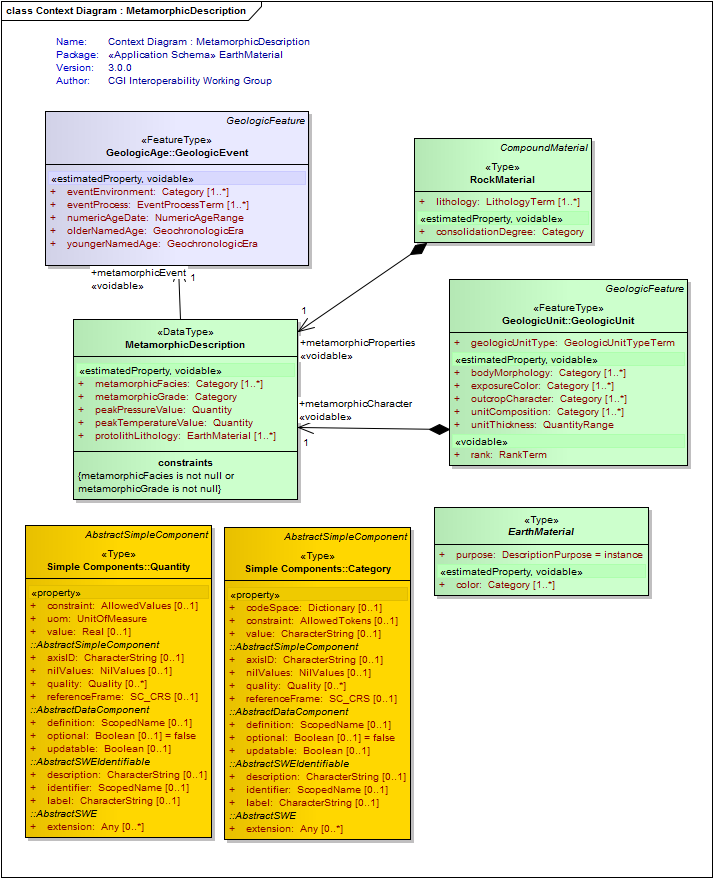 class Context Diagram : MetamorphicDescription
Name: Context Diagram : MetamorphicDescription
Package: «Application Schema» EarthMaterial
Version: 3.0.0
Author: CGI Interoperability Working Group
GeologicFeature
«FeatureType»
GeologicAge::GeologicEvent
«estimatedProperty, voidable»
+ eventEnvironment: Category [1..*]
+ eventProcess: EventProcessTerm [1..*]
+ numericAgeDate: NumericAgeRange
+ olderNamedAge: GeochronologicEra
+ youngerNamedAge: GeochronologicEra
CompoundMaterial
«Type»
RockMaterial
+ lithology: LithologyTerm [1..*]
«estimatedProperty, voidable»
+ consolidationDegree: Category
+metamorphicEvent
«voidable»
1
1
+metamorphicProperties
«voidable»
GeologicFeature
«FeatureType»
GeologicUnit::GeologicUnit
+ geologicUnitType: GeologicUnitTypeTerm
«estimatedProperty, voidable»
+ bodyMorphology: Category [1..*]
+ exposureColor: Category [1..*]
+ outcropCharacter: Category [1..*]
+ unitComposition: Category [1..*]
+ unitThickness: QuantityRange
«voidable»
+ rank: RankTerm
«DataType»
MetamorphicDescription
«estimatedProperty, voidable»
+ metamorphicFacies: Category [1..*]
+ metamorphicGrade: Category
+ peakPressureValue: Quantity
+ peakTemperatureValue: Quantity
+ protolithLithology: EarthMaterial [1..*]
constraints
{metamorphicFacies is not null or
metamorphicGrade is not null}
+metamorphicCharacter
«voidable»
1
«Type»
EarthMaterial
+ purpose: DescriptionPurpose = instance
«estimatedProperty, voidable»
+ color: Category [1..*]
AbstractSimpleComponent
«Type»
Simple Components::Quantity
«property»
+ constraint: AllowedValues [0..1]
+ uom: UnitOfMeasure
+ value: Real [0..1]
::AbstractSimpleComponent
+ axisID: CharacterString [0..1]
+ nilValues: NilValues [0..1]
+ quality: Quality [0..*]
+ referenceFrame: SC_CRS [0..1]
::AbstractDataComponent
+ definition: ScopedName [0..1]
+ optional: Boolean [0..1] = false
+ updatable: Boolean [0..1]
::AbstractSWEIdentifiable
+ description: CharacterString [0..1]
+ identifier: ScopedName [0..1]
+ label: CharacterString [0..1]
::AbstractSWE
+ extension: Any [0..*]
AbstractSimpleComponent
«Type»
Simple Components::Category
«property»
+ codeSpace: Dictionary [0..1]
+ constraint: AllowedTokens [0..1]
+ value: CharacterString [0..1]
::AbstractSimpleComponent
+ axisID: CharacterString [0..1]
+ nilValues: NilValues [0..1]
+ quality: Quality [0..*]
+ referenceFrame: SC_CRS [0..1]
::AbstractDataComponent
+ definition: ScopedName [0..1]
+ optional: Boolean [0..1] = false
+ updatable: Boolean [0..1]
::AbstractSWEIdentifiable
+ description: CharacterString [0..1]
+ identifier: ScopedName [0..1]
+ label: CharacterString [0..1]
::AbstractSWE
+ extension: Any [0..*]